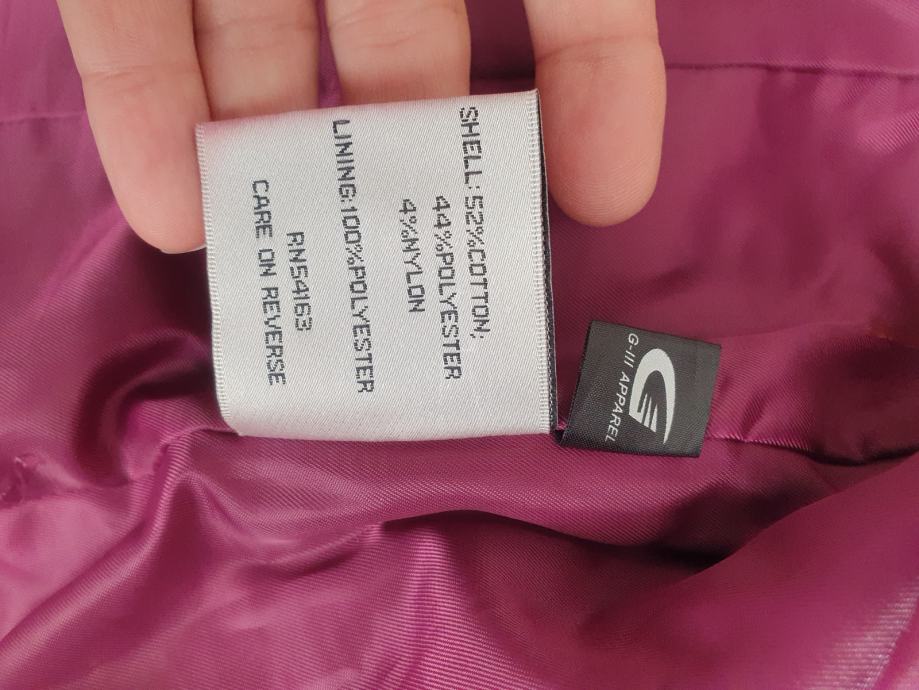 SHELL: 52%COTTON;
44%POLYESTER
4%NYLON
LINING:100%POLYESTER
RN54163
CARE ON REVERSE
G-III APPAREL